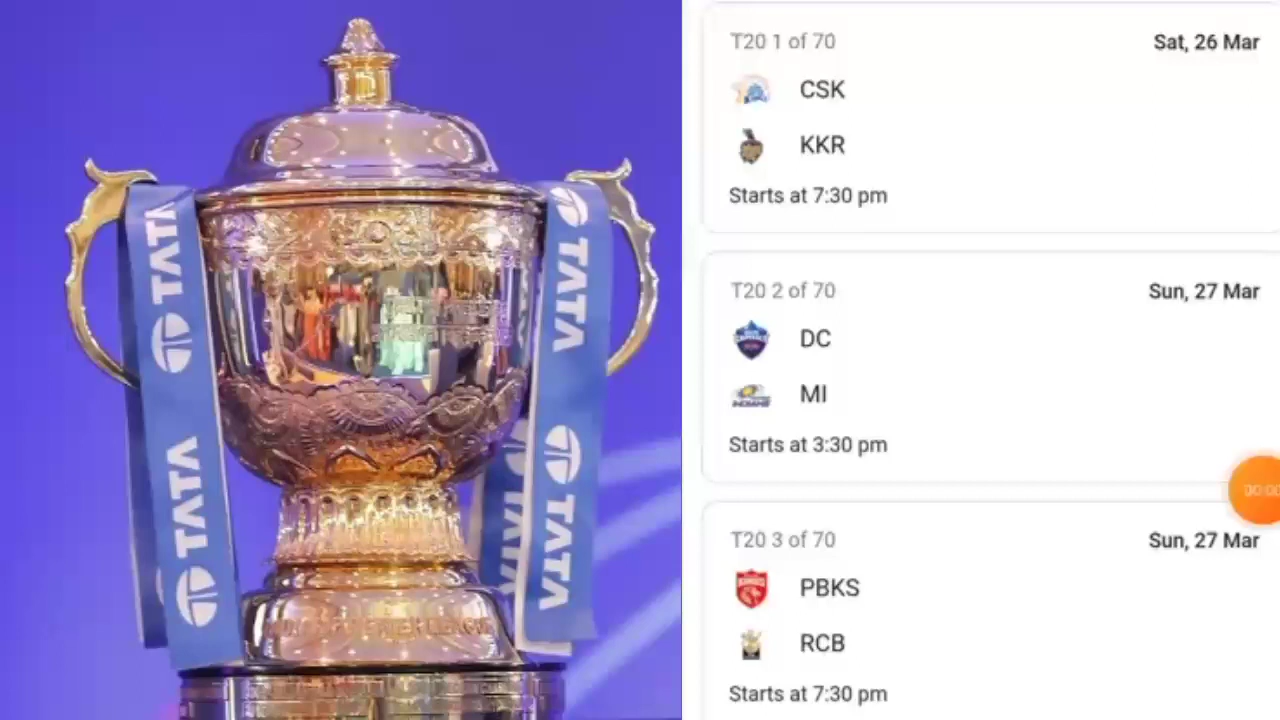 TATA
TATA
TATA
TATA
T20 1 of 70
Sat, 26 Mar
CSK
KKR
Starts at 7:30 pm
T20 2 of 70
Sun, 27 Mar
DC
MI
Starts at 3:30 pm
T20 3 of 70
Sun, 27 Mar
PBKS
RCB
Starts at 7:30 pm